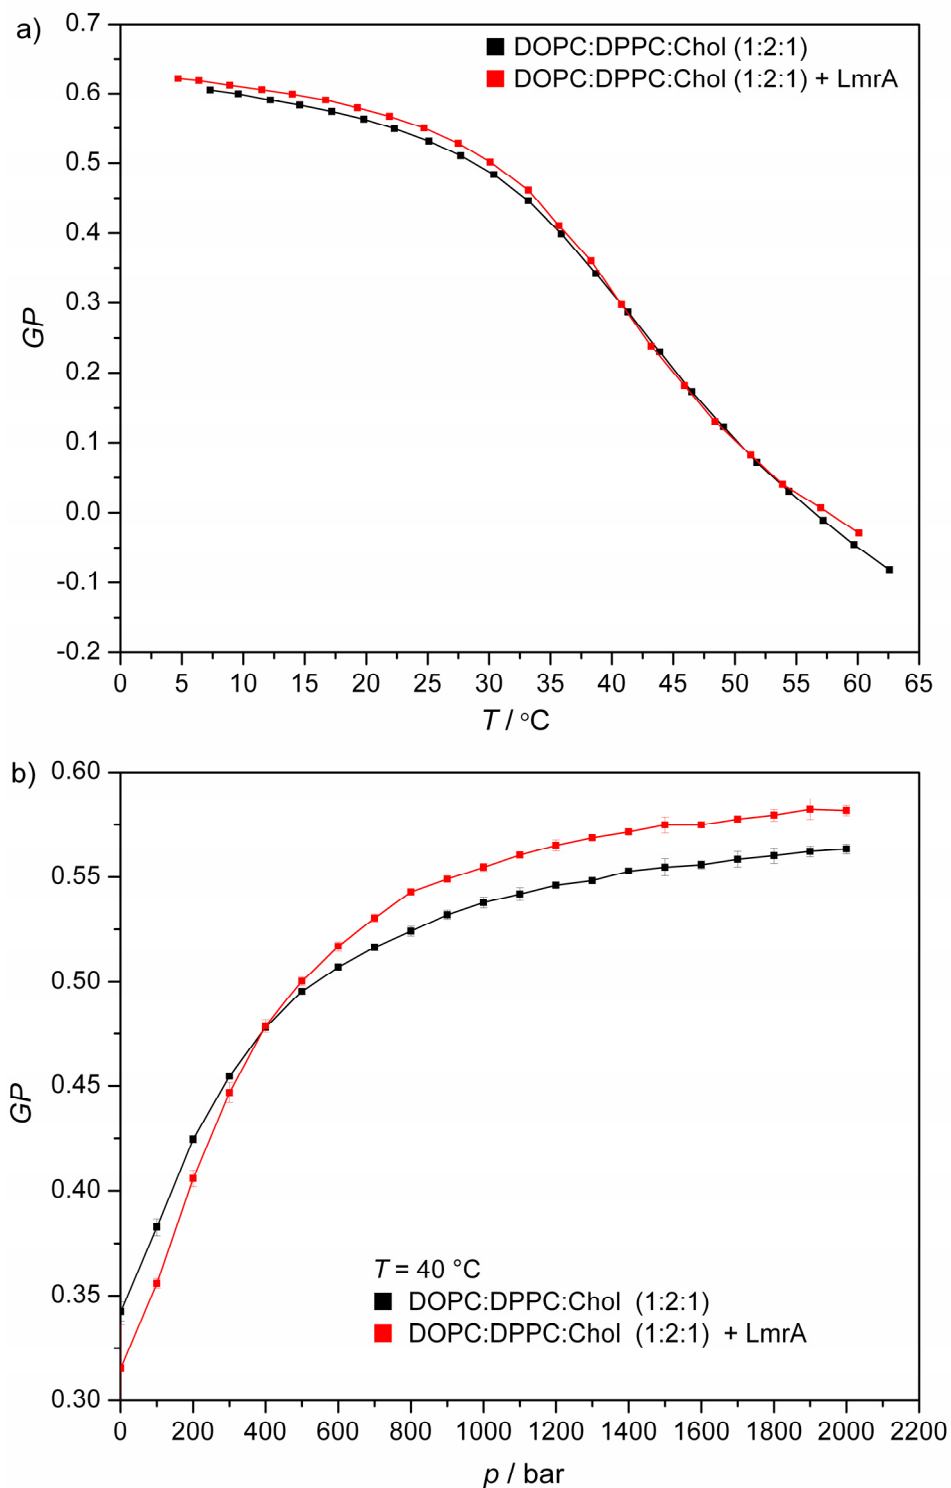 a)
0.7
0.6
0.5
0.4
0.3
0.2
0.1
0.0
-0.1
-0.2
GP
DOPC:DPPC:Chol (1:2:1)
DOPC:DPPC:Chol (1:2:1) + LmrA
0 5 10 15 20 25 30 35 40 45 50 55 60 65
T / °C
b)
0.60
0.55
0.50
0.45
0.40
0.35
0.30
GP
T = 40 °C
DOPC:DPPC:Chol (1:2:1)
DOPC:DPPC:Chol (1:2:1) + LmrA
0 200 400 600 800 1000 1200 1400 1600 1800 2000 2200
p / bar